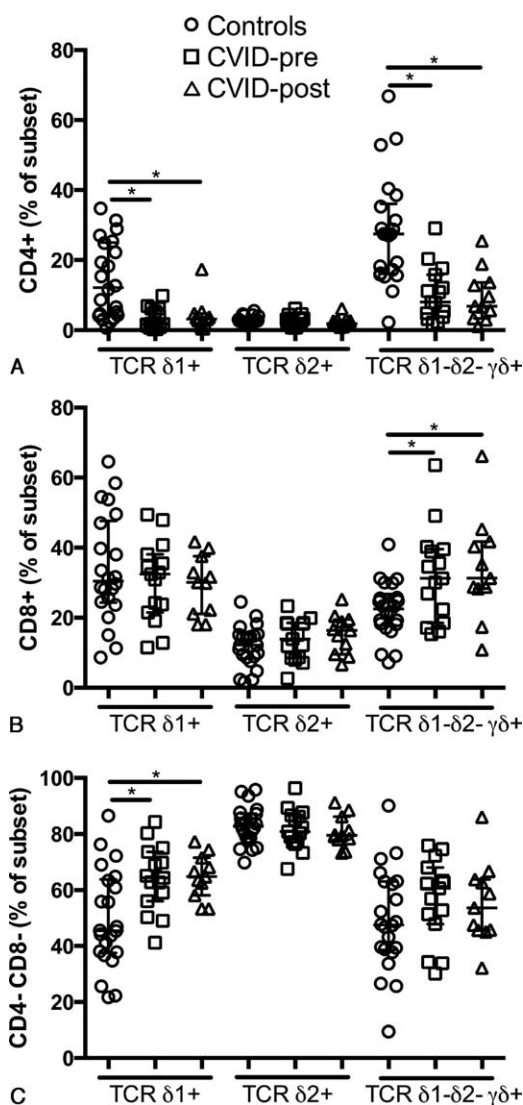 Controls
CVID-pre
CVID-post
CD4+ (% of subset)
80
60
40
20
0
*
*
*
*
A
TCR δ1+
TCR δ2+
TCR δ1-δ2- γδ+
CD8+ (% of subset)
80
60
40
20
0
*
*
B
TCR δ1+
TCR δ2+
TCR δ1-δ2- γδ+
CD4- CD8- (% of subset)
100
80
60
40
20
0
*
*
C
TCR δ1+
TCR δ2+
TCR δ1-δ2- γδ+